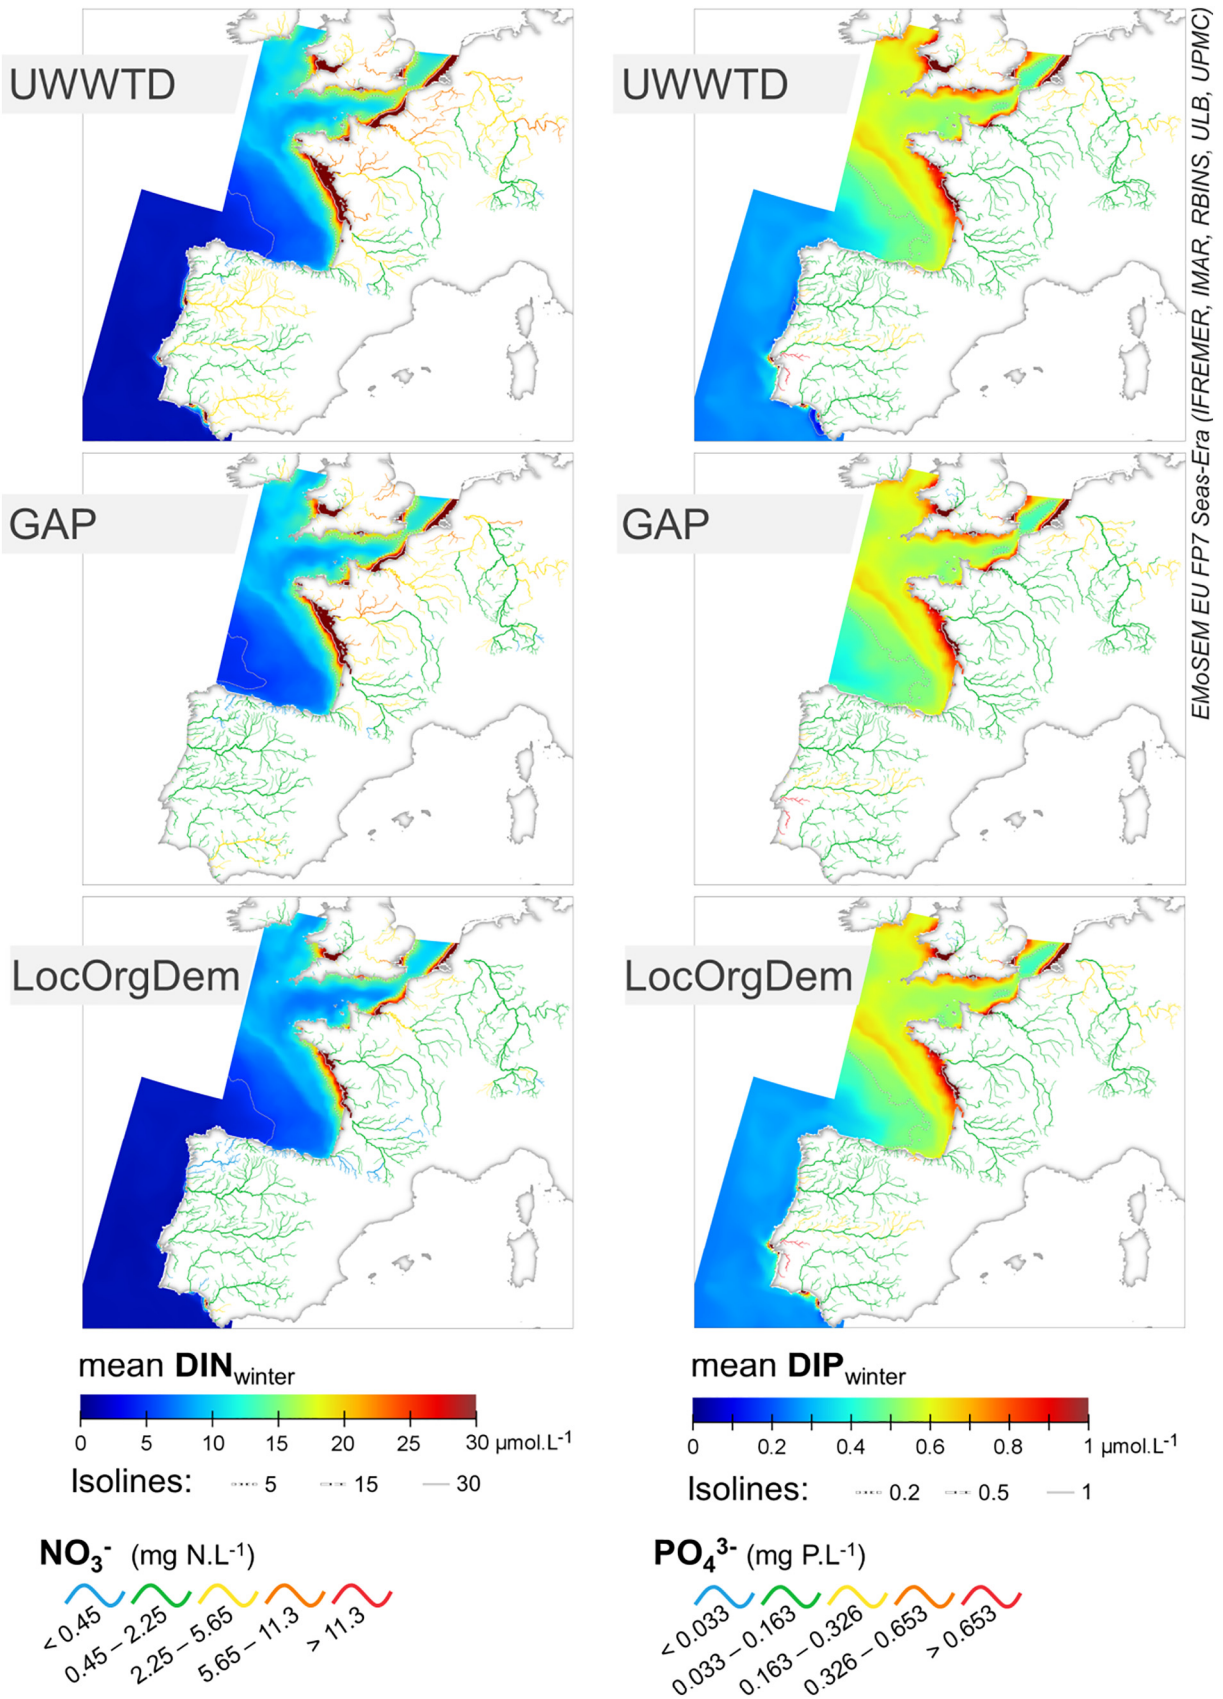 UWWTD
UWWTD
EMoSEM EU FP7 Seas-Era (IFREMER, IMAR, RBINS, ULB, UPMC)
GAP
GAP
LocOrgDem
LocOrgDem
mean DINwinter
0 5 10 15 20 25 30 µmol.L-1
Isolines: 5 15 30
NO3- (mg N.L-1)
< 0.45 0.45 – 2.25 2.25 – 5.65 5.65 – 11.3 > 11.3
mean DIPwinter
0 0.2 0.4 0.6 0.8 1 µmol.L-1
Isolines: 0.2 0.5 1
PO43- (mg P.L-1)
< 0.033 0.033 – 0.163 0.163 – 0.326 0.326 – 0.653 > 0.653